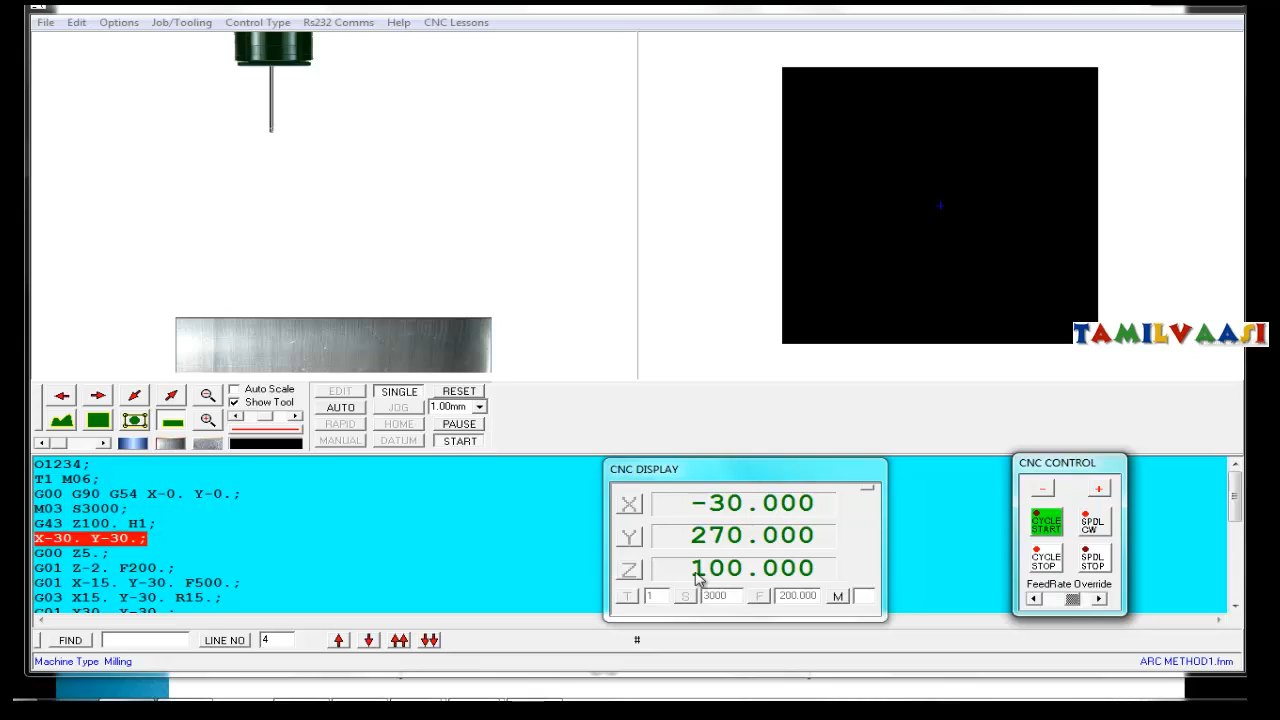 File Edit Options Job/Tooling Control Type Rs232 Comms Help CNC Lessons
TAMILVAASI
Auto Scale
Show Tool
EDIT SINGLE RESET
AUTO JOG 1.00mm
RAPID HOME PAUSE
MANUAL DATUM START
O1234;
T1 M06;
G00 G90 G54 X-0. Y-0.;
M03 S3000;
G43 Z100. H1;
X-30. Y-30.;
G00 Z5.;
G01 Z-2. F200.;
G01 X-15. Y-30. F500.;
G03 X15. Y-30. R15.;
G01 X30. Y-30.;
CNC DISPLAY
X -30.000
Y 270.000
Z 100.000
T 1 S 3000 F 200.000 M
CNC CONTROL
- +
CYCLE START SPDL CW
CYCLE STOP SPDL STOP
FeedRate Override
FIND LINE NO 4 #
Machine Type Milling ARC METHOD1.fnm